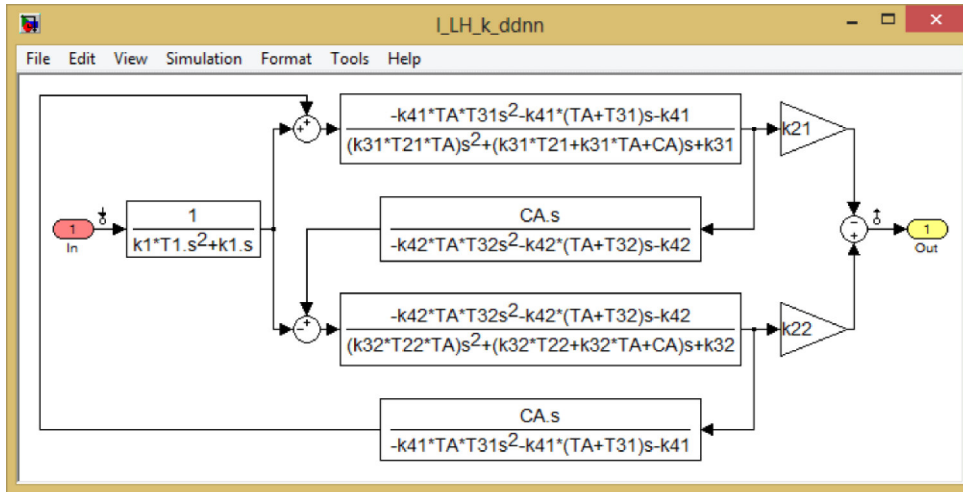 I_LH_k_ddnn
File Edit View Simulation Format Tools Help
-k41*TA*T31s²-k41*(TA+T31)s-k41
(k31*T21*TA)s²+(k31*T21+k31*TA+CA)s+k31
k21
1
In
1
k1*T1.s²+k1.s
CA.s
-k42*TA*T32s²-k42*(TA+T32)s-k42
1
Out
-k42*TA*T32s²-k42*(TA+T32)s-k42
(k32*T22*TA)s²+(k32*T22+k32*TA+CA)s+k32
k22
CA.s
-k41*TA*T31s²-k41*(TA+T31)s-k41